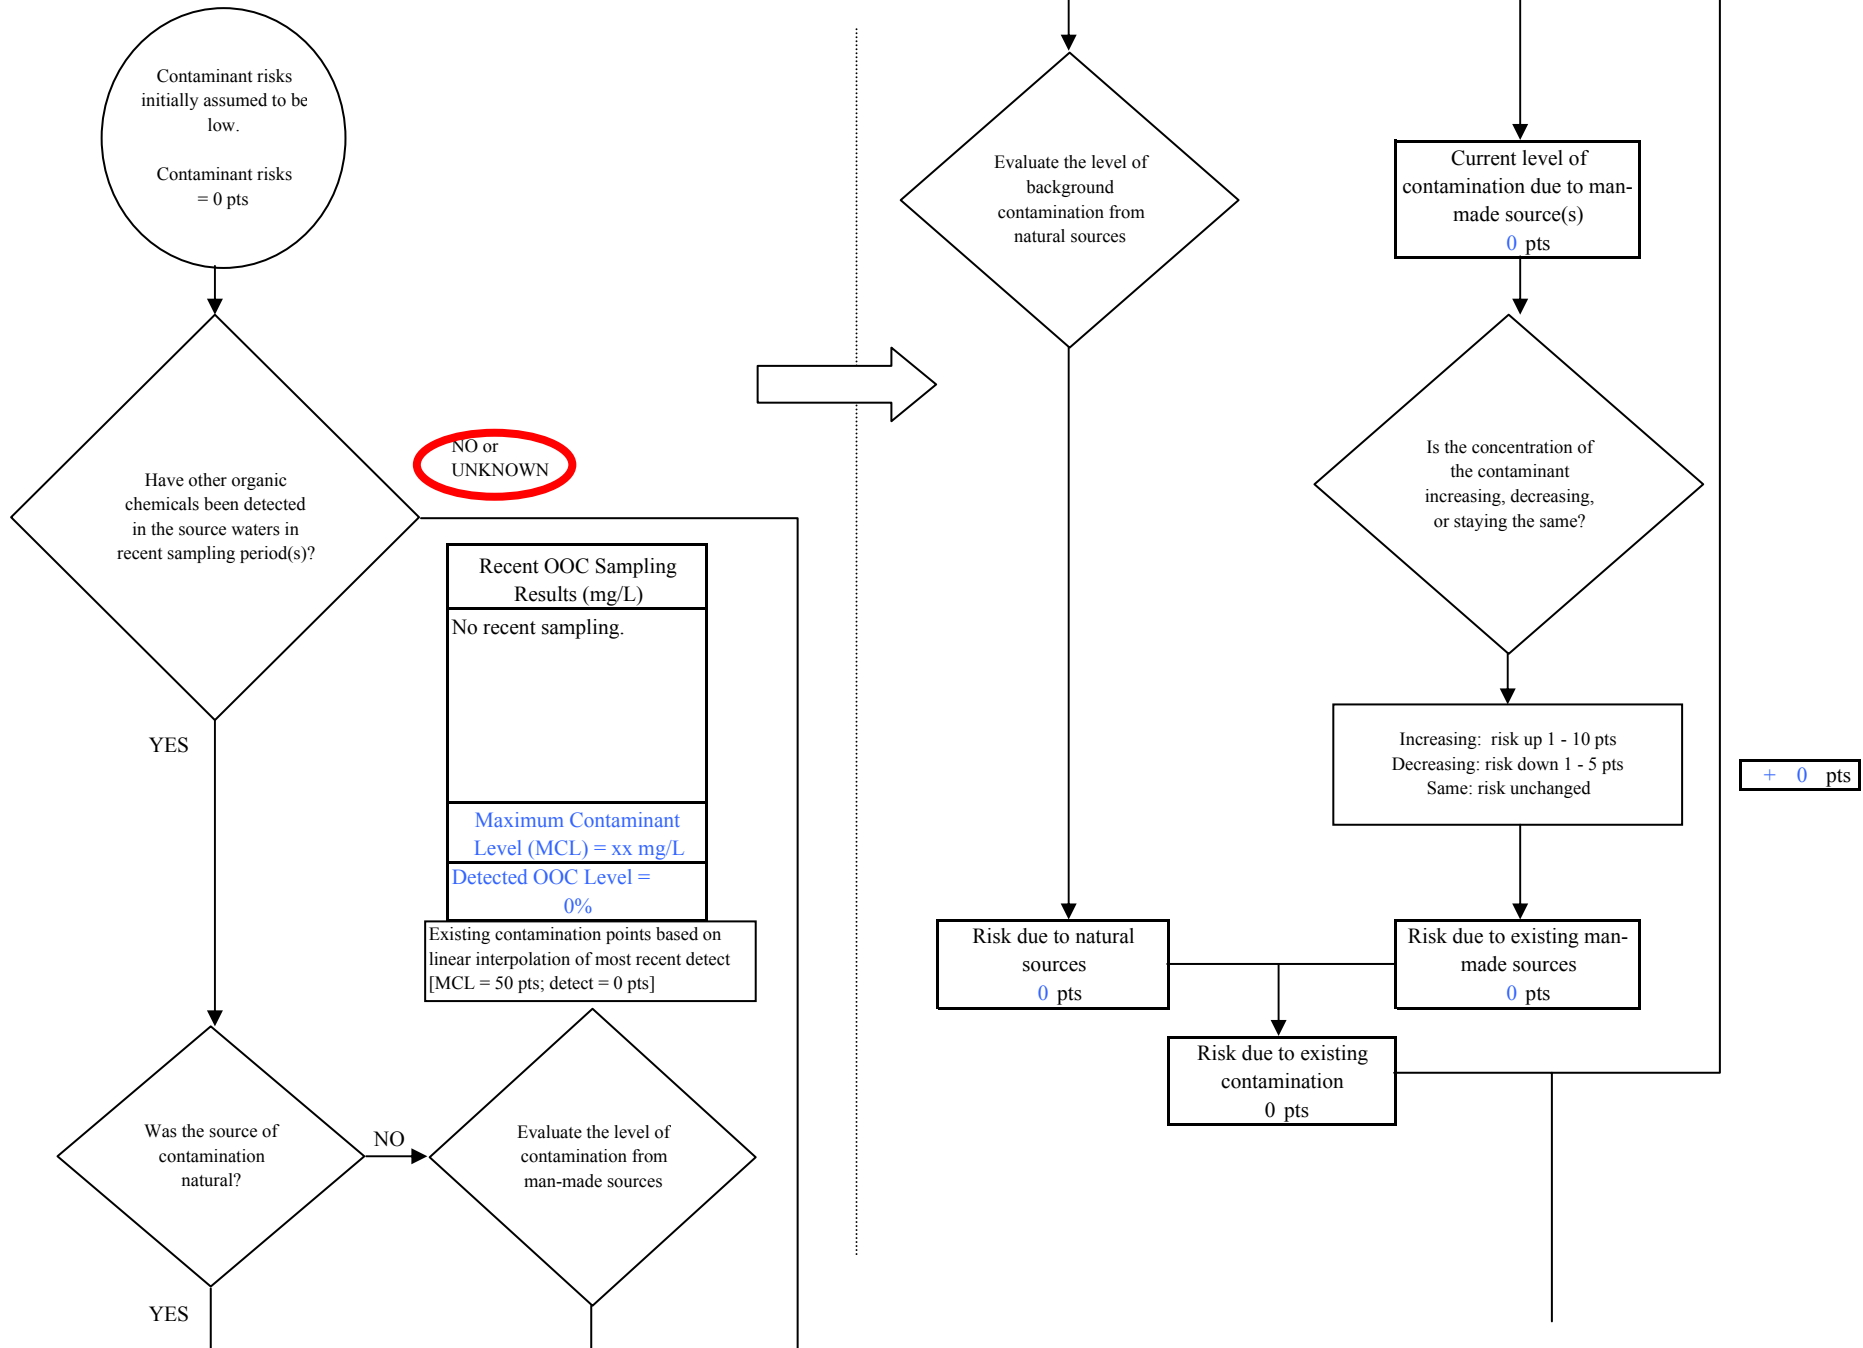 Contaminant risks
initially assumed to be
low.
Contaminant risks
= 0 pts
Have other organic
chemicals been detected
in the source waters in
recent sampling period(s)?
NO or
UNKNOWN
YES
Recent OOC Sampling
Results (mg/L)
No recent sampling.
Maximum Contaminant
Level (MCL) = xx mg/L
Detected OOC Level =
0%
Existing contamination points based on
linear interpolation of most recent detect
[MCL = 50 pts; detect = 0 pts]
Was the source of
contamination
natural?
NO
Evaluate the level of
contamination from
man-made sources
YES
Evaluate the level of
background
contamination from
natural sources
Current level of
contamination due to man-
made source(s)
0 pts
Is the concentration of
the contaminant
increasing, decreasing,
or staying the same?
Increasing: risk up 1 - 10 pts
Decreasing: risk down 1 - 5 pts
Same: risk unchanged
+ 0 pts
Risk due to natural
sources
0 pts
Risk due to existing man-
made sources
0 pts
Risk due to existing
contamination
0 pts